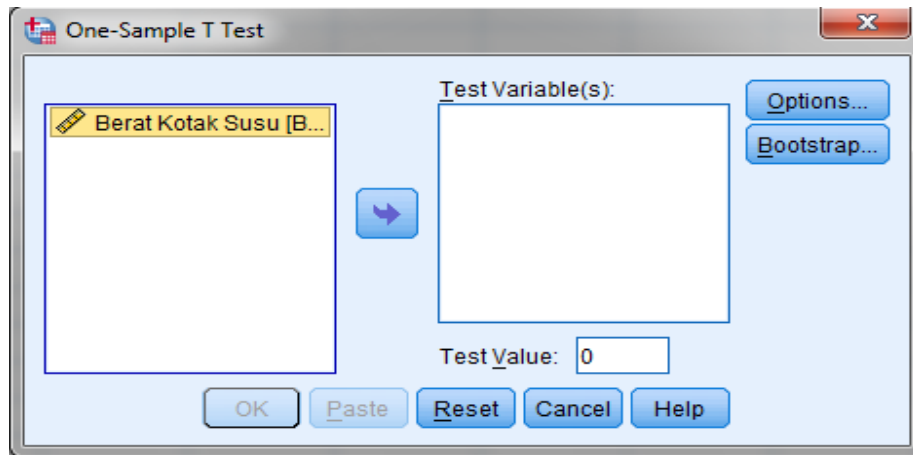 One-Sample T Test
Berat Kotak Susu [B...
Test Variable(s):
Options...
Bootstrap...
Test Value: 0
OK Paste Reset Cancel Help